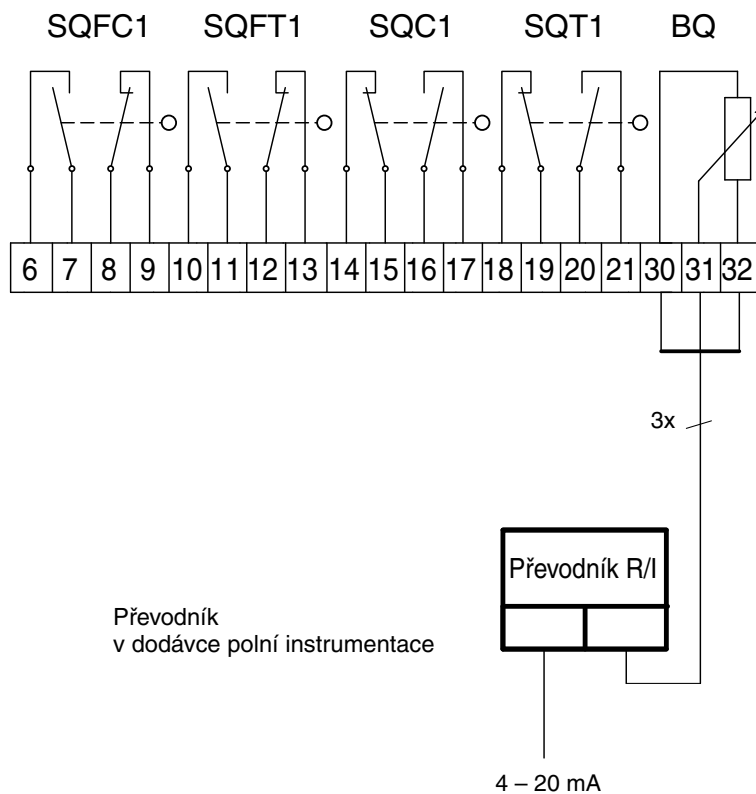 SQFC1 SQFT1 SQC1 SQT1 BQ
6 7 8 9 10 11 12 13 14 15 16 17 18 19 20 21 30 31 32
3x
Převodník R/I
Převodník
v dodávce polní instrumentace
4 – 20 mA